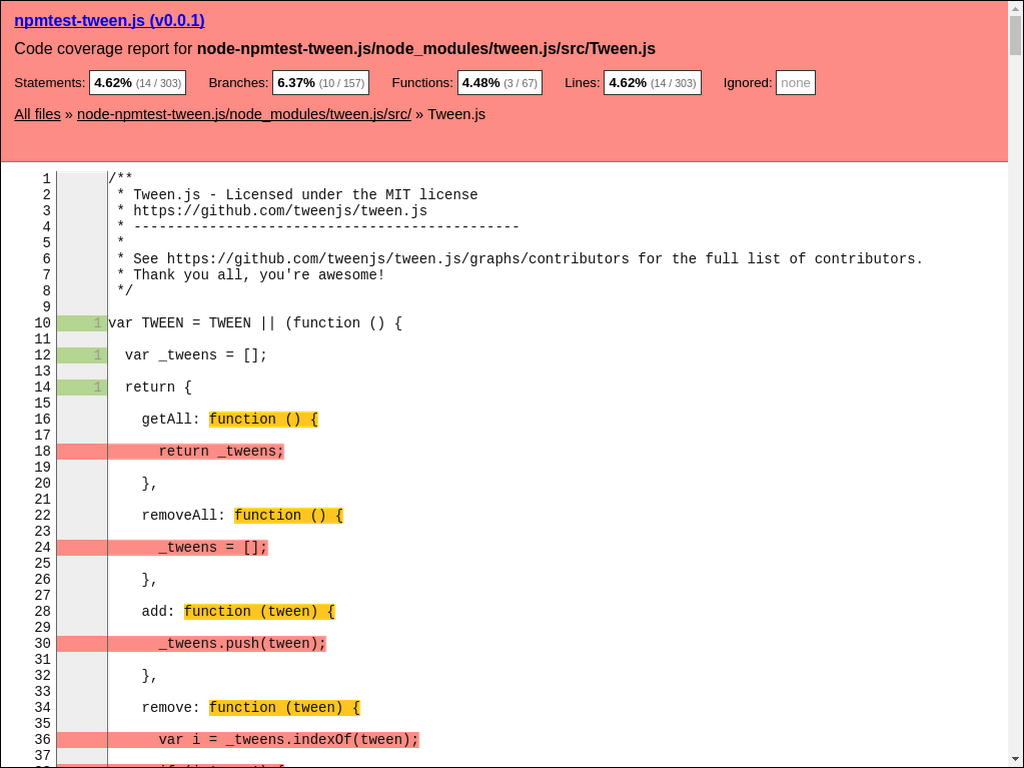 npmtest-tween.js (v0.0.1)
Code coverage report for node-npmtest-tween.js/node_modules/tween.js/src/Tween.js
Statements: 4.62% (14 / 303) Branches: 6.37% (10 / 157) Functions: 4.48% (3 / 67) Lines: 4.62% (14 / 303) Ignored: none
All files » node-npmtest-tween.js/node_modules/tween.js/src/ » Tween.js
1 /**
2  * Tween.js - Licensed under the MIT license
3  * https://github.com/tweenjs/tween.js
4  * ----------------------------------------------
5  *
6  * See https://github.com/tweenjs/tween.js/graphs/contributors for the full list of contributors.
7  * Thank you all, you're awesome!
8  */
9
10 1 var TWEEN = TWEEN || (function () {
11
12 1   var _tweens = [];
13
14 1   return {
15
16     getAll: function () {
17
18       return _tweens;
19
20     },
21
22     removeAll: function () {
23
24       _tweens = [];
25
26     },
27
28     add: function (tween) {
29
30       _tweens.push(tween);
31
32     },
33
34     remove: function (tween) {
35
36       var i = _tweens.indexOf(tween);
37